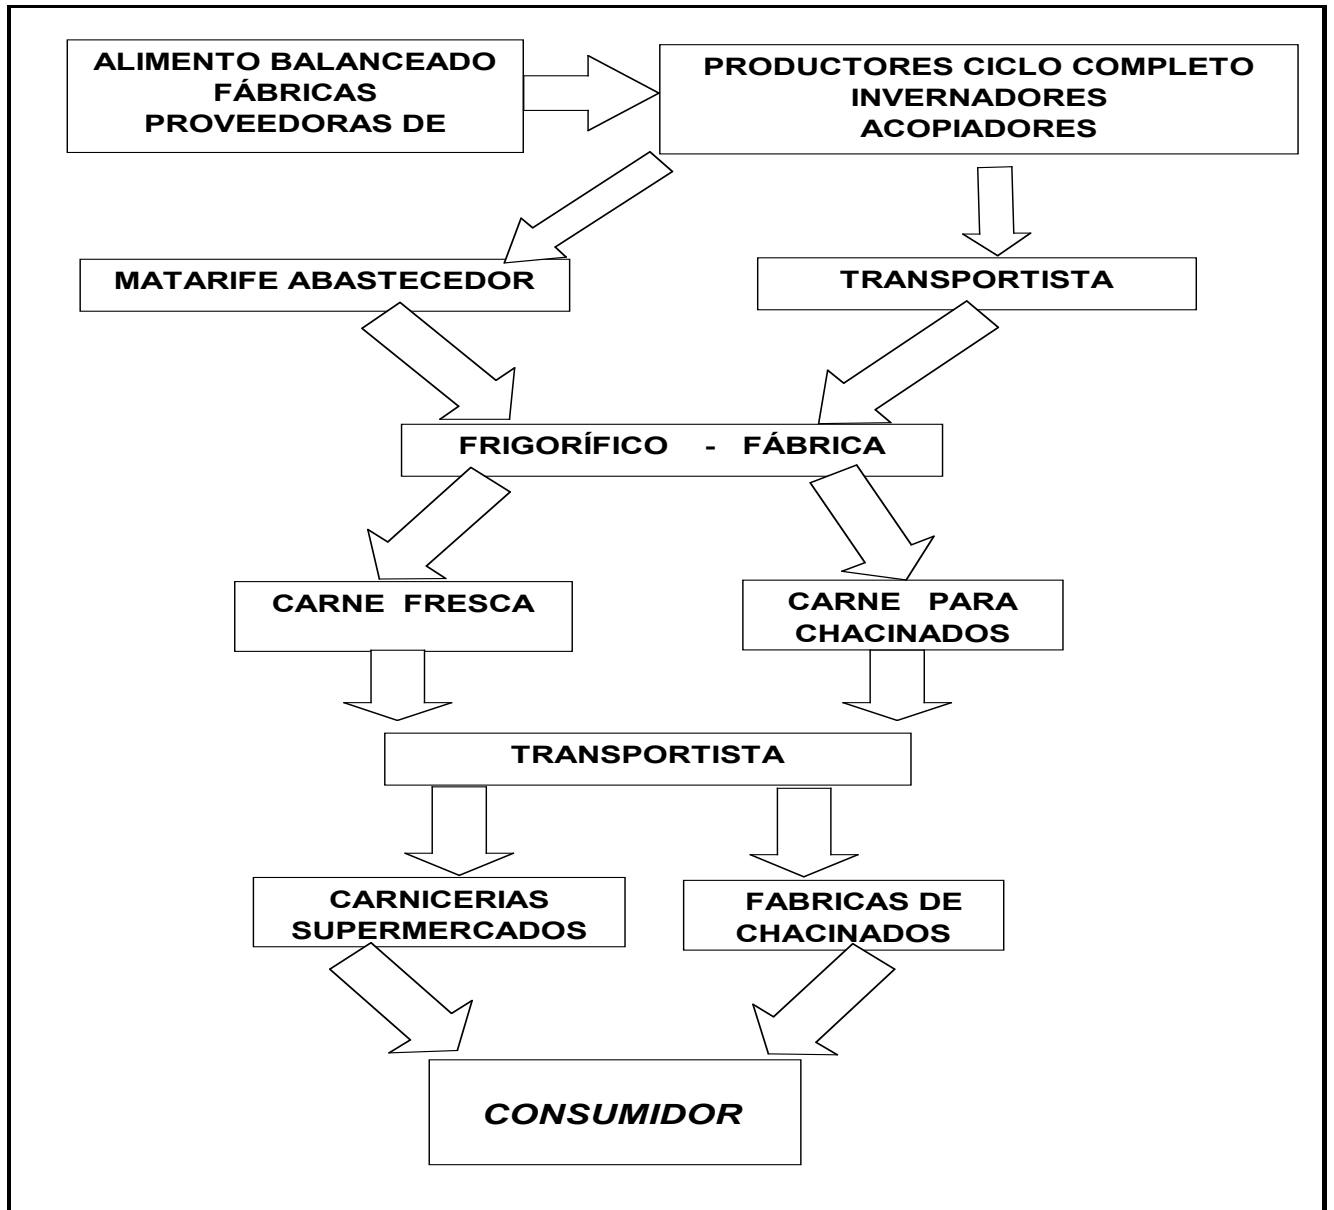 ALIMENTO BALANCEADO
FÁBRICAS
PROVEEDORAS DE
PRODUCTORES CICLO COMPLETO
INVERNADORES
ACOPIADORES
MATARIFE ABASTECEDOR
TRANSPORTISTA
FRIGORÍFICO - FÁBRICA
CARNE FRESCA
CARNE PARA
CHACINADOS
TRANSPORTISTA
CARNICERIAS
SUPERMERCADOS
FABRICAS DE
CHACINADOS
CONSUMIDOR